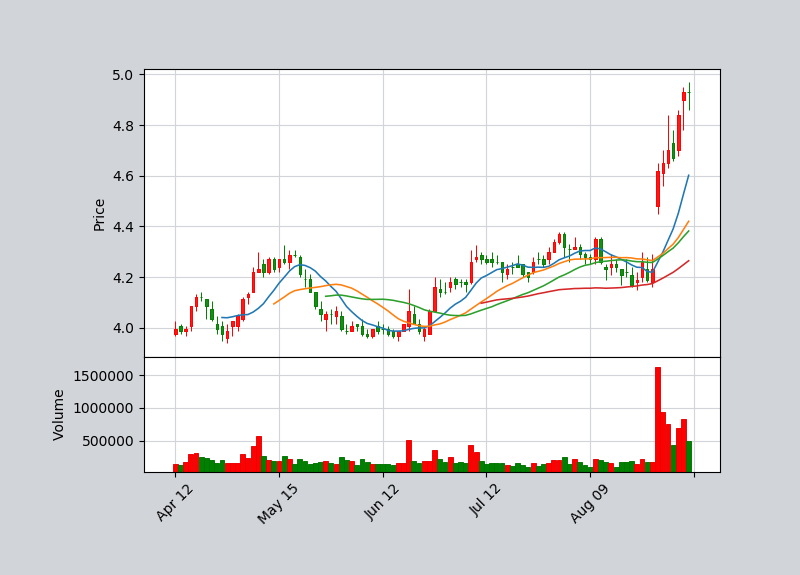 5.0
4.8
4.6
4.4
4.2
4.0
Price
1500000
1000000
500000
Volume
Apr 12
May 15
Jun 12
Jul 12
Aug 09